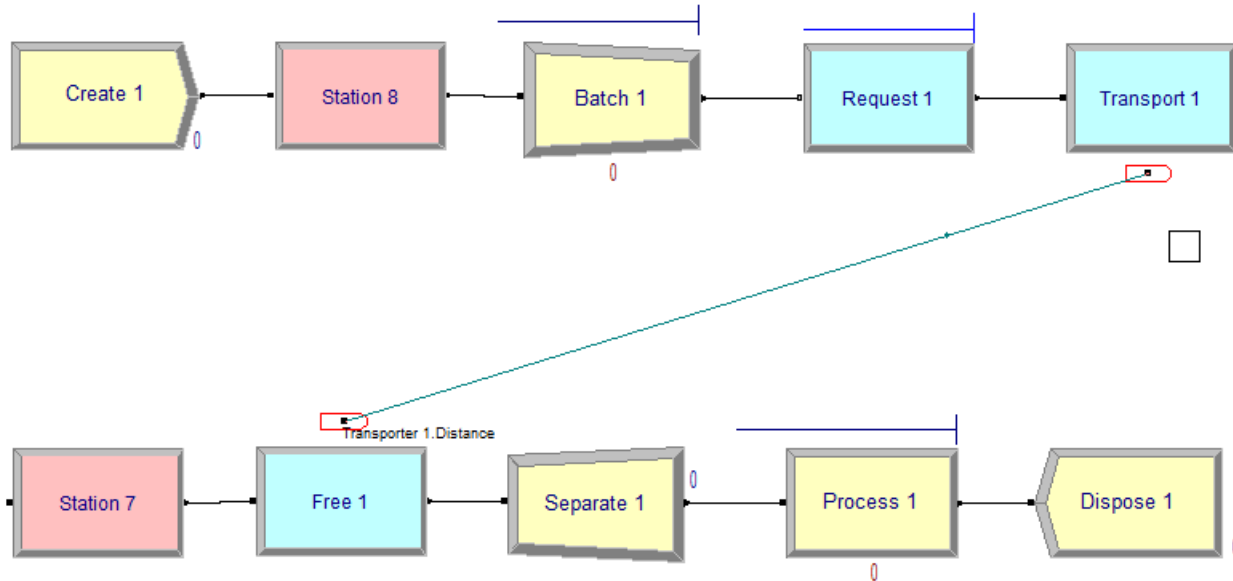 Create 1
Station 8
Batch 1
Request 1
Transport 1
0
0
Transporter 1.Distance
Station 7
Free 1
Separate 1
0
Process 1
Dispose 1
0